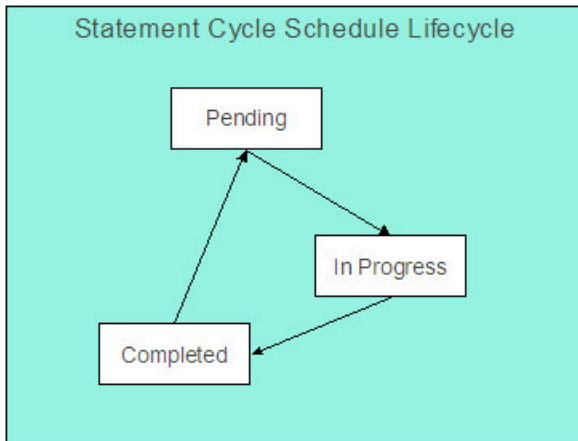 Statement Cycle Schedule Lifecycle
Pending
In Progress
Completed